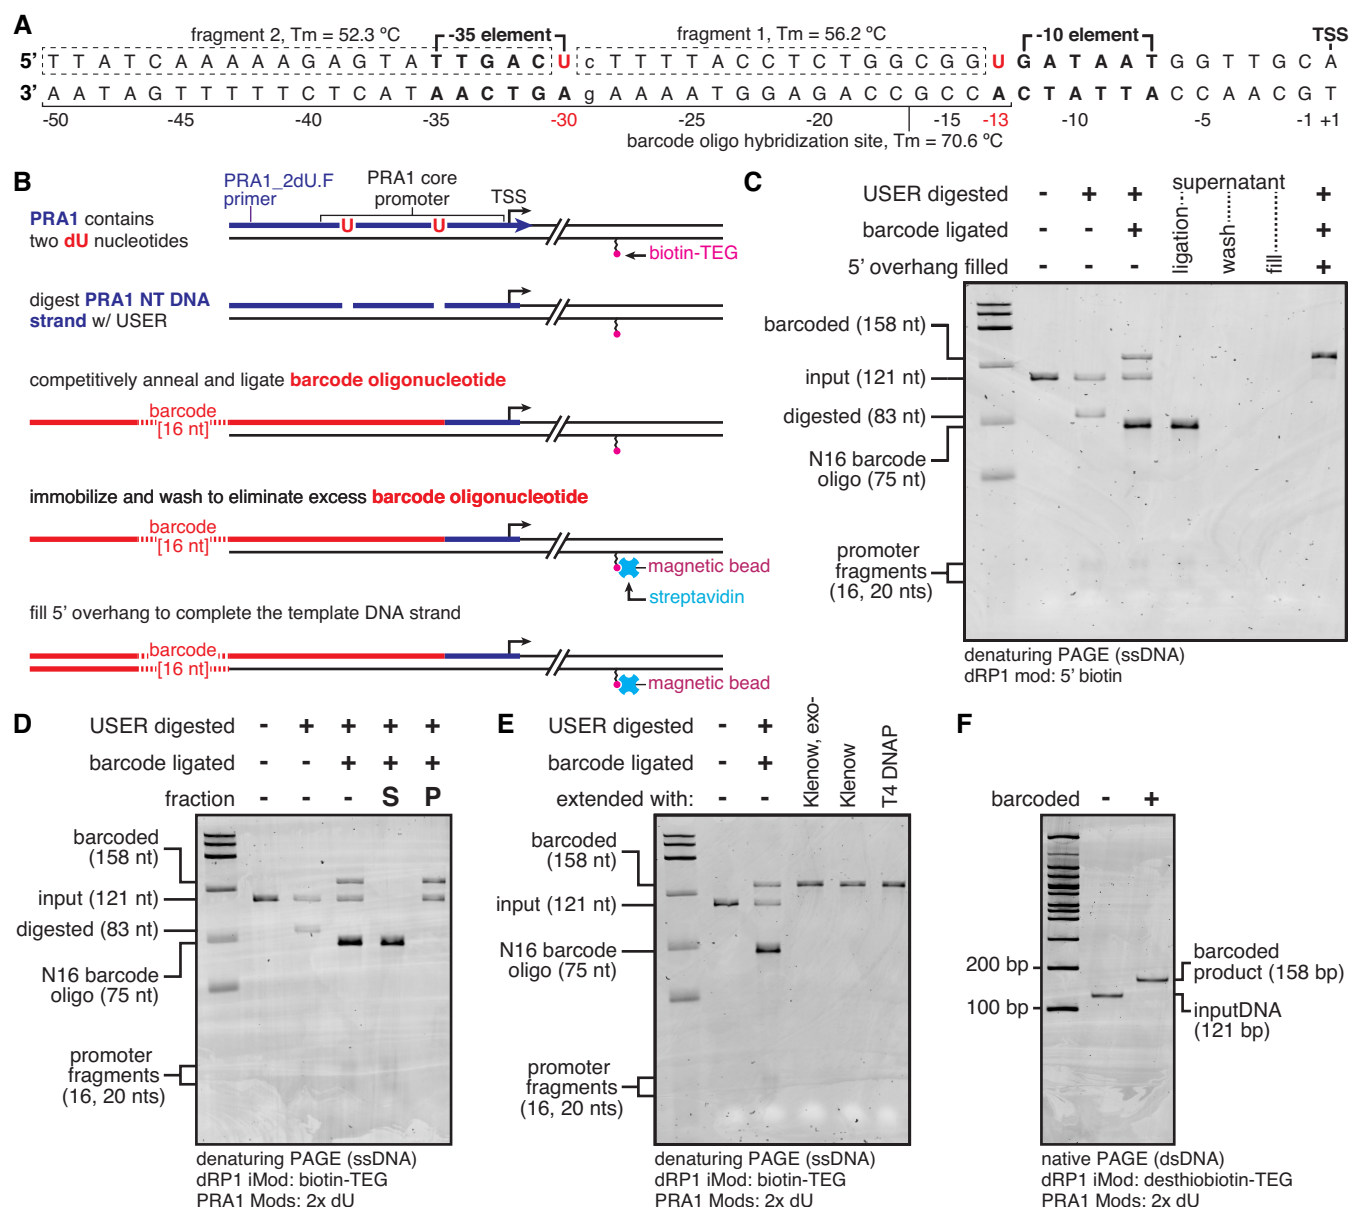 A
fragment 2, Tm = 52.3 ºC
-35 element
fragment 1, Tm = 56.2 ºC
-10 element
TSS
5' T T A T C A A A A A G A G T A T T G A C U c T T T T A C C T C T G G C G G U G A T A A T G G T T G C A
3' A A T A G T T T T T C T C A T A A C T G A g A A A A T G G A G A C C G C C A C T A T T A C C A A C G T
-50 -45 -40 -35 -30 -25 -20 -15 -13 -10 -5 -1 +1
barcode oligo hybridization site, Tm = 70.6 ºC
B
PRA1 contains
two dU nucleotides
PRA1_2dU.F
primer
PRA1 core
promoter
TSS
U U
biotin-TEG
digest PRA1 NT DNA
strand w/ USER
competitively anneal and ligate barcode oligonucleotide
barcode
[16 nt]
immobilize and wash to eliminate excess barcode oligonucleotide
barcode
[16 nt]
magnetic bead
streptavidin
fill 5' overhang to complete the template DNA strand
barcode
[16 nt]
magnetic bead
C
USER digested - + + supernatant +
barcode ligated - - + ligation wash fill +
5' overhang filled - - - +
barcoded (158 nt)
input (121 nt)
digested (83 nt)
N16 barcode
oligo (75 nt)
promoter
fragments
(16, 20 nts)
denaturing PAGE (ssDNA)
dRP1 mod: 5' biotin
D
USER digested - + + + +
barcode ligated - - + + +
fraction - - - S P
barcoded
(158 nt)
input (121 nt)
digested (83 nt)
N16 barcode
oligo (75 nt)
promoter
fragments
(16, 20 nts)
denaturing PAGE (ssDNA)
dRP1 iMod: biotin-TEG
PRA1 Mods: 2x dU
E
USER digested - +
barcode ligated - +
extended with: - - Klenow, exo- Klenow T4 DNAP
barcoded
(158 nt)
input (121 nt)
N16 barcode
oligo (75 nt)
promoter
fragments
(16, 20 nts)
denaturing PAGE (ssDNA)
dRP1 iMod: biotin-TEG
PRA1 Mods: 2x dU
F
barcoded - +
200 bp
100 bp
barcoded
product (158 bp)
inputDNA
(121 bp)
native PAGE (dsDNA)
dRP1 iMod: desthiobiotin-TEG
PRA1 Mods: 2x dU